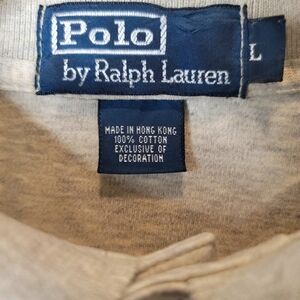 Polo
by Ralph Lauren
L
MADE IN HONG KONG
100% COTTON
EXCLUSIVE OF
DECORATION